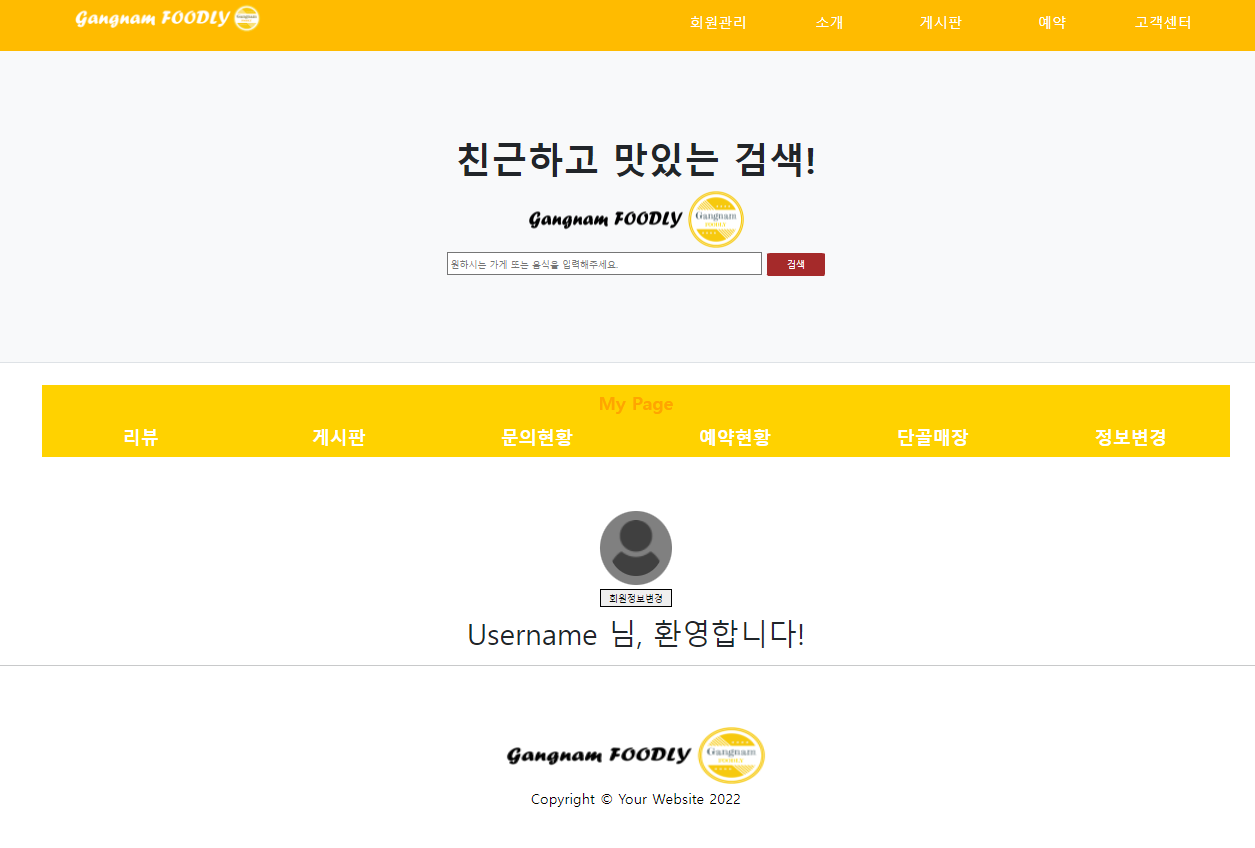 Gangnam FOODLY
회원관리 소개 게시판 예약 고객센터
친근하고 맛있는 검색!
Gangnam FOODLY Gangnam FOODLY
원하시는 가게 또는 음식을 입력해주세요. 검색
My Page
리뷰 게시판 문의현황 예약현황 단골매장 정보변경
회원정보변경
Username 님, 환영합니다!
Gangnam FOODLY Gangnam FOODLY
Copyright © Your Website 2022